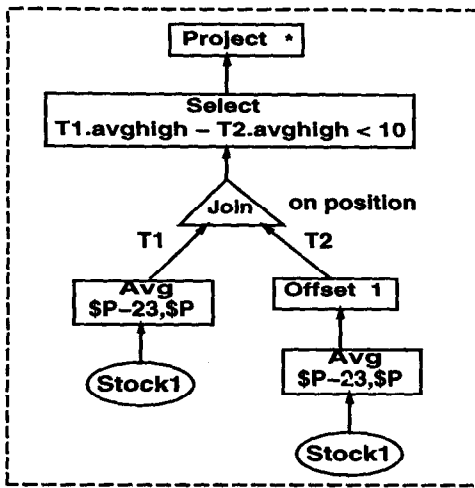 Project *
Select
T1.avghigh – T2.avghigh < 10
Join
on position
T1
T2
Avg
$P–23,$P
Offset 1
Stock1
Avg
$P–23,$P
Stock1